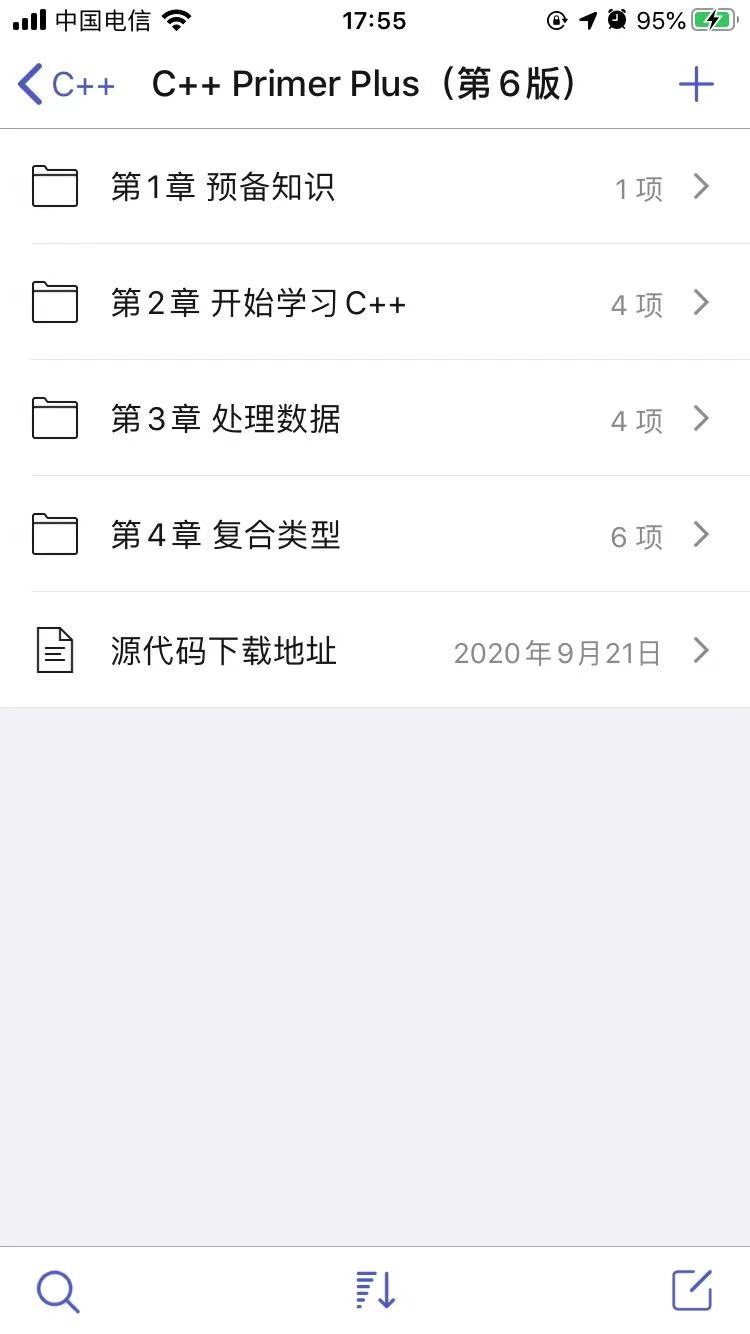 中国电信 17:55 95%
C++ C++ Primer Plus（第6版）
第1章 预备知识 1 项
第2章 开始学习C++ 4 项
第3章 处理数据 4 项
第4章 复合类型 6 项
源代码下载地址 2020年9月21日